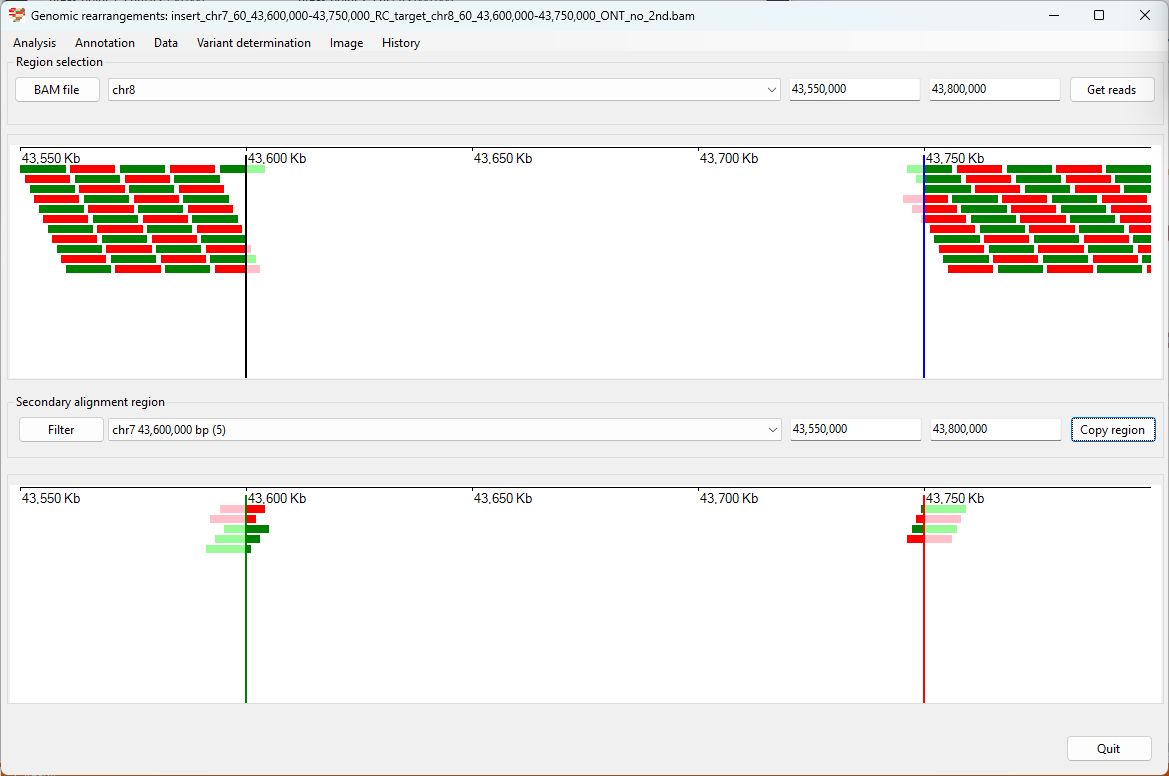 Genomic rearrangements: insert_chr7_60_43,600,000-43,750,000_RC_target_chr8_60_43,600,000-43,750,000_ONT_no_2nd.bam
Analysis Annotation Data Variant determination Image History
Region selection
BAM file chr8 43,550,000 43,800,000 Get reads
43,550 Kb 43,600 Kb 43,650 Kb 43,700 Kb 43,750 Kb
Secondary alignment region
Filter chr7 43,600,000 bp (5) 43,550,000 43,800,000 Copy region
43,550 Kb 43,600 Kb 43,650 Kb 43,700 Kb 43,750 Kb
Quit